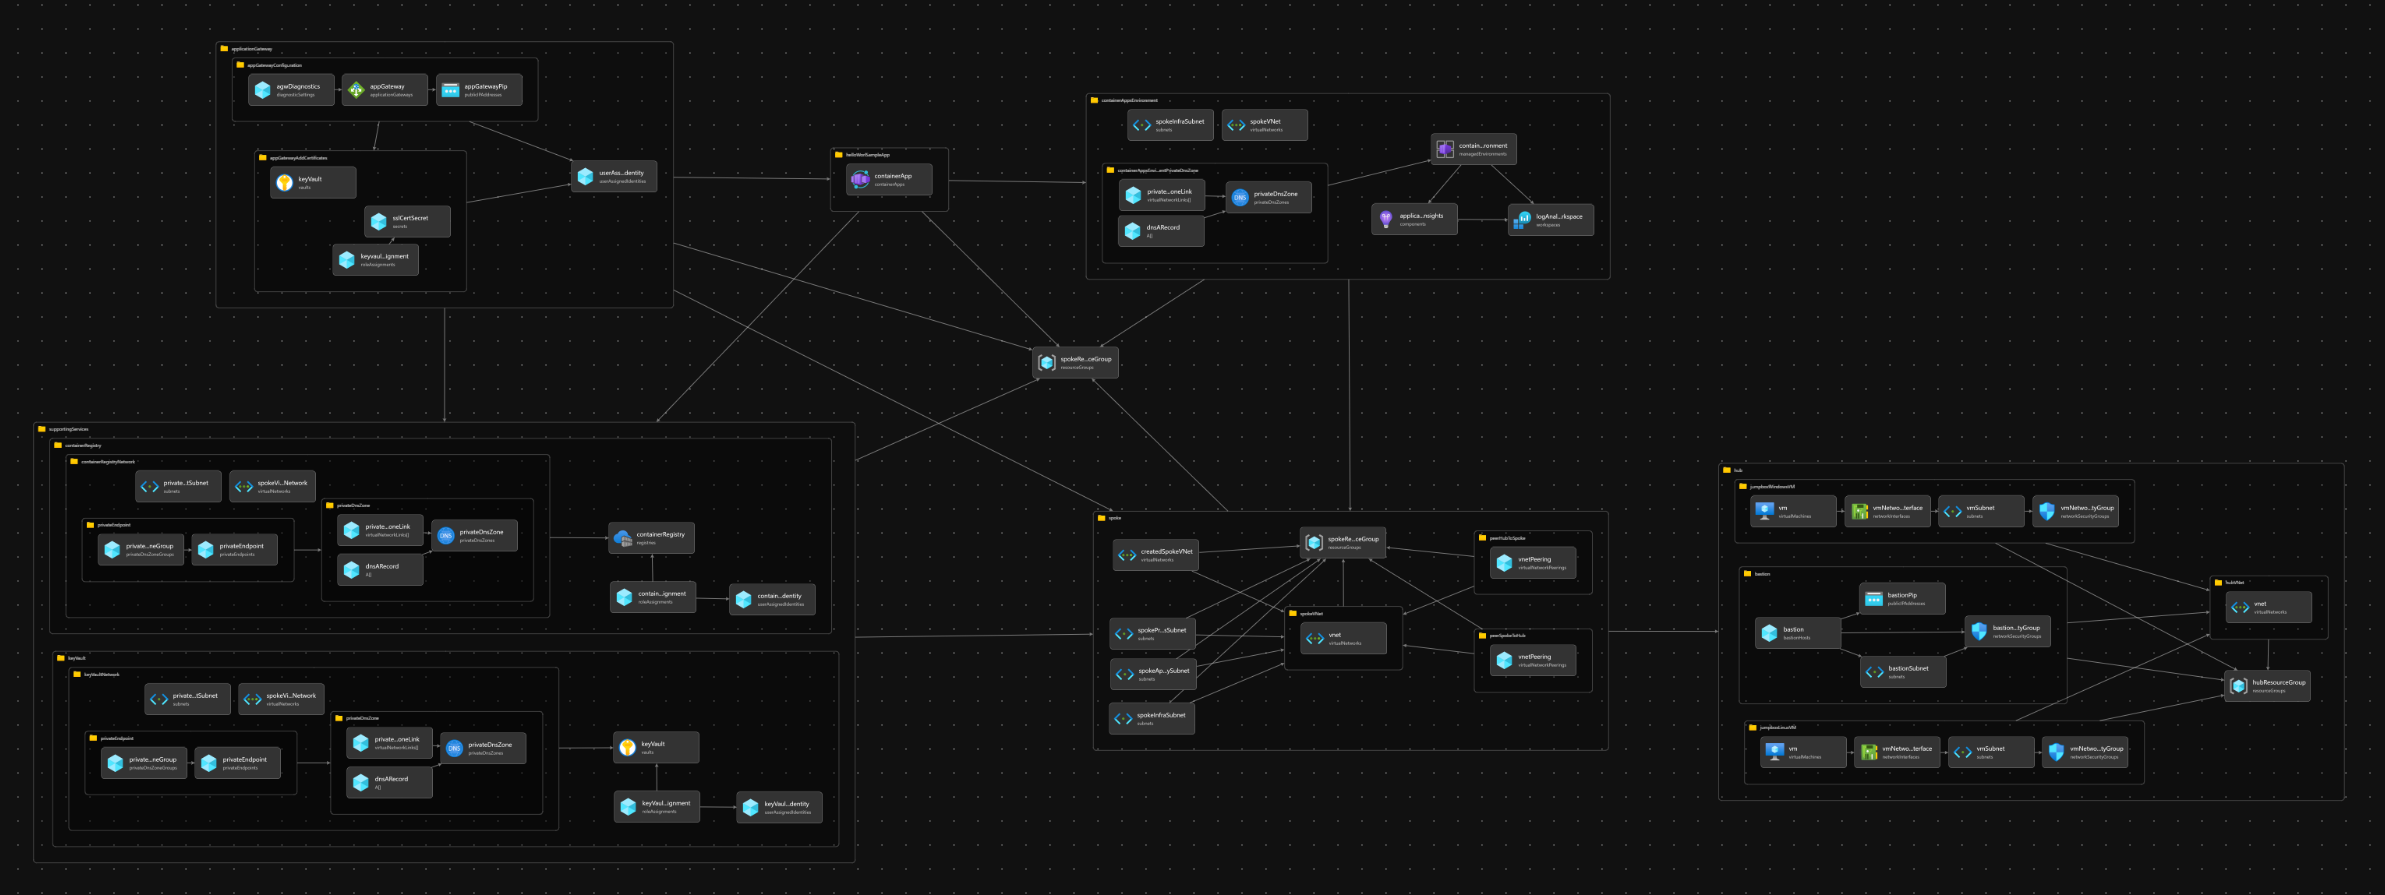 applicationGateway
appGatewayConfiguration
agwDiagnostics
diagnosticSettings
appGateway
applicationGateways
appGatewayPip
publicIPAddresses
appGatewayAddCertificates
keyVault
vaults
sslCertSecret
secrets
keyvaul...ignment
roleAssignments
userAss...dentity
userAssignedIdentities
helloWorlSampleApp
containerApp
containerApps
containerAppsEnvironment
spokeInfraSubnet
subnets
spokeVNet
virtualNetworks
private...oneLink
virtualNetworkLinks[]
privateDnsZone
privateDnsZones
dnsARecord
A[]
contain...ronment
managedEnvironments
applica...nsights
components
logAnal...rkspace
workspaces
spokeRe...ceGroup
resourceGroups
supportingServices
containerRegistry
containerRegistryNetwork
private...tSubnet
subnets
spokeVi...Network
virtualNetworks
privateEndpoint
private...neGroup
privateDnsZoneGroups
privateEndpoint
privateEndpoints
privateDnsZone
private...oneLink
virtualNetworkLinks[]
privateDnsZone
privateDnsZones
dnsARecord
A[]
containerRegistry
registries
contain...ignment
roleAssignments
contain...dentity
userAssignedIdentities
keyVault
keyVaultNetwork
private...tSubnet
subnets
spokeVi...Network
virtualNetworks
privateEndpoint
private...neGroup
privateDnsZoneGroups
privateEndpoint
privateEndpoints
privateDnsZone
private...oneLink
virtualNetworkLinks[]
privateDnsZone
privateDnsZones
dnsARecord
A[]
keyVault
vaults
keyVaul...ignment
roleAssignments
keyVaul...dentity
userAssignedIdentities
spoke
createdSpokeVNet
virtualNetworks
spokeRe...ceGroup
resourceGroups
peerHubToSpoke
vnetPeering
virtualNetworkPeerings
spokePr...sSubnet
subnets
spokeVNet
vnet
virtualNetworks
peerSpokeToHub
vnetPeering
virtualNetworkPeerings
spokeAp...ySubnet
subnets
spokeInfraSubnet
subnets
hub
jumpboxWindowsVM
vm
virtualMachines
vmNetwo...terface
networkInterfaces
vmSubnet
subnets
vmNetwo...tyGroup
networkSecurityGroups
bastion
bastionPip
publicIPAddresses
bastion
bastionHosts
bastion...tyGroup
networkSecurityGroups
bastionSubnet
subnets
hubVNet
vnet
virtualNetworks
hubResourceGroup
resourceGroups
jumpboxLinuxVM
vm
virtualMachines
vmNetwo...terface
networkInterfaces
vmSubnet
subnets
vmNetwo...tyGroup
networkSecurityGroups